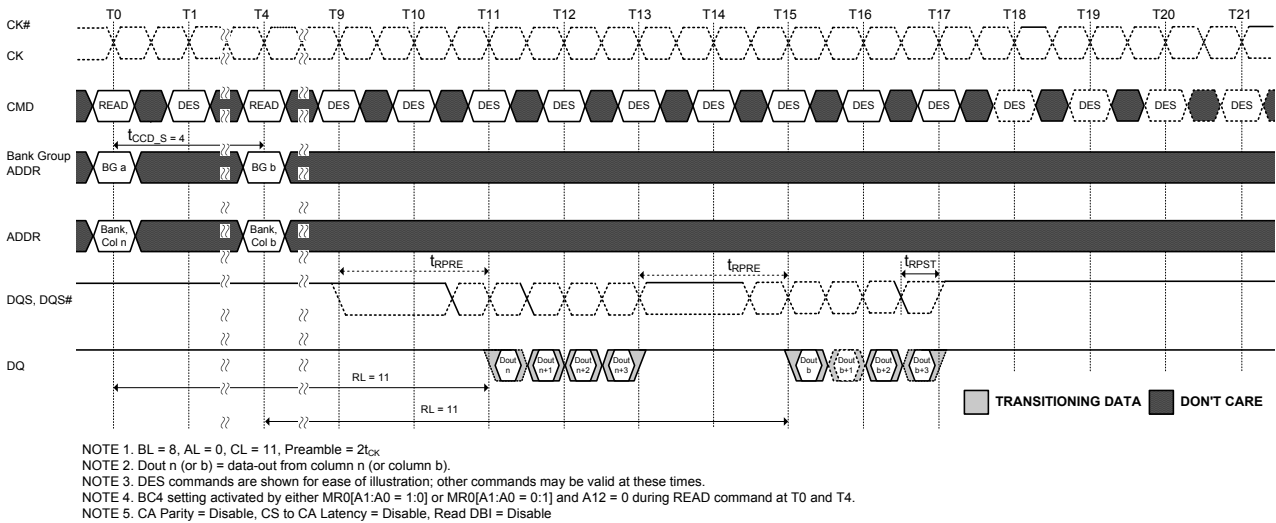 T0 T1 T4 T9 T10 T11 T12 T13 T14 T15 T16 T17 T18 T19 T20 T21
CK#
CK
CMD READ DES READ DES DES DES DES DES DES DES DES DES DES DES DES DES
tCCD_S = 4
Bank Group
ADDR
BG a BG b
ADDR
Bank,
Col n
Bank,
Col b
tRPRE tRPRE tRPST
DQS, DQS#
DQ
Dout
n
Dout
n+1
Dout
n+2
Dout
n+3
Dout
b
Dout
b+1
Dout
b+2
Dout
b+3
RL = 11
RL = 11
TRANSITIONING DATA DON'T CARE
NOTE 1. BL = 8, AL = 0, CL = 11, Preamble = 2tCK
NOTE 2. Dout n (or b) = data-out from column n (or column b).
NOTE 3. DES commands are shown for ease of illustration; other commands may be valid at these times.
NOTE 4. BC4 setting activated by either MR0[A1:A0 = 1:0] or MR0[A1:A0 = 0:1] and A12 = 0 during READ command at T0 and T4.
NOTE 5. CA Parity = Disable, CS to CA Latency = Disable, Read DBI = Disable